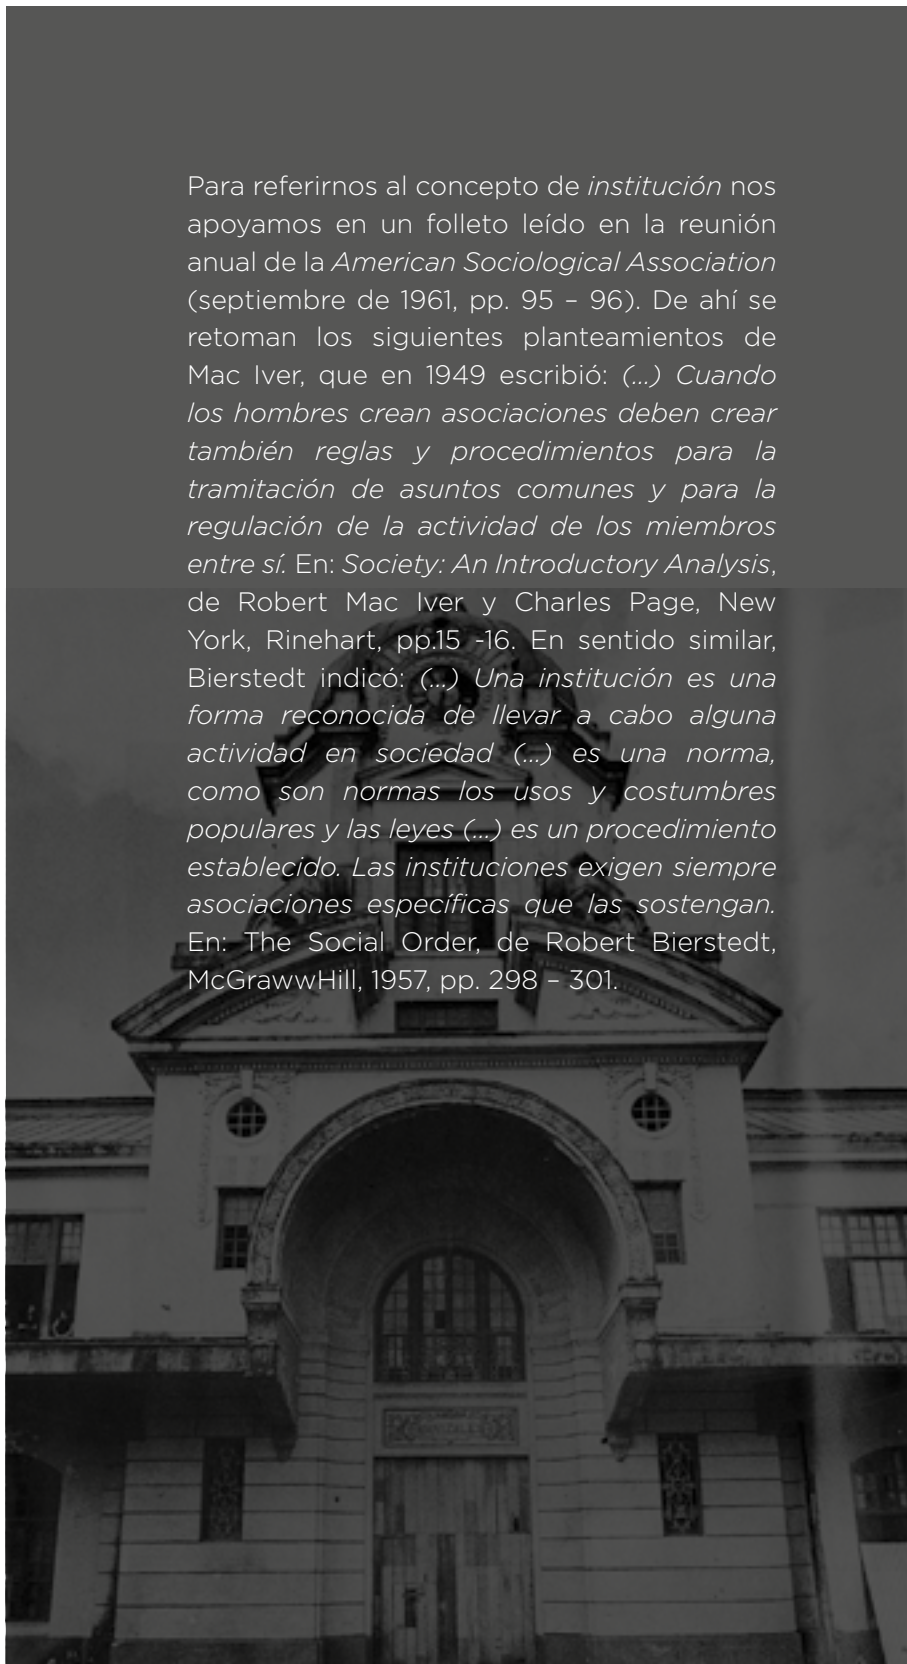 Para referirnos al concepto de institución nos
apoyamos en un folleto leído en la reunión
anual de la American Sociological Association
(septiembre de 1961, pp. 95 – 96). De ahí se
retoman los siguientes planteamientos de
Mac Iver, que en 1949 escribió: (...) Cuando
los hombres crean asociaciones deben crear
también reglas y procedimientos para la
tramitación de asuntos comunes y para la
regulación de la actividad de los miembros
entre sí. En: Society: An Introductory Analysis,
de Robert Mac Iver y Charles Page, New
York, Rinehart, pp.15 -16. En sentido similar,
Bierstedt indicó: (...) Una institución es una
forma reconocida de llevar a cabo alguna
actividad en sociedad (...) es una norma,
como son normas los usos y costumbres
populares y las leyes (...) es un procedimiento
establecido. Las instituciones exigen siempre
asociaciones específicas que las sostengan.
En: The Social Order, de Robert Bierstedt,
McGrawwHill, 1957, pp. 298 – 301.